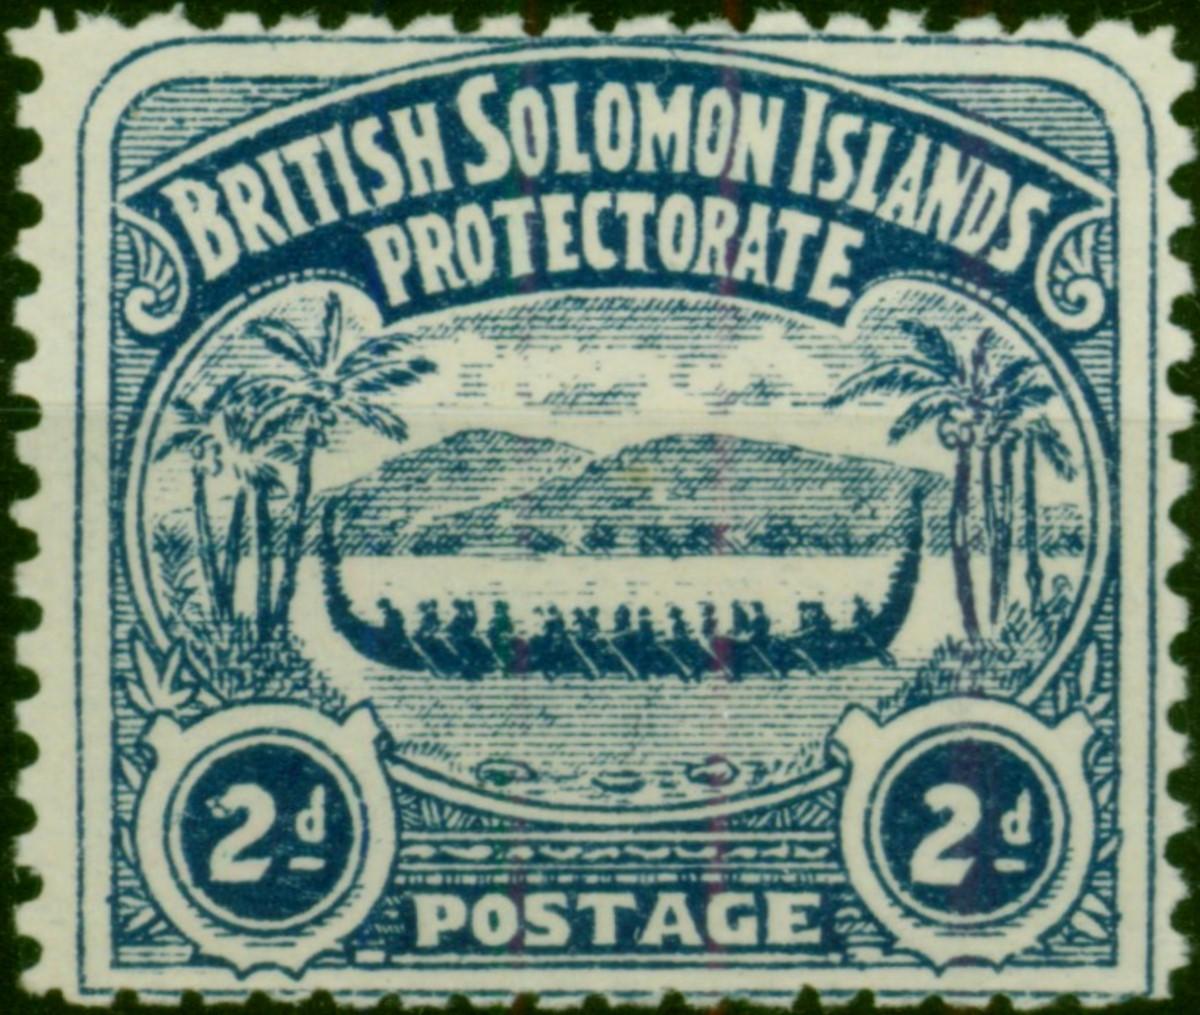 BRITISH SOLOMON ISLANDS
PROTECTORATE
2d 2d
POSTAGE